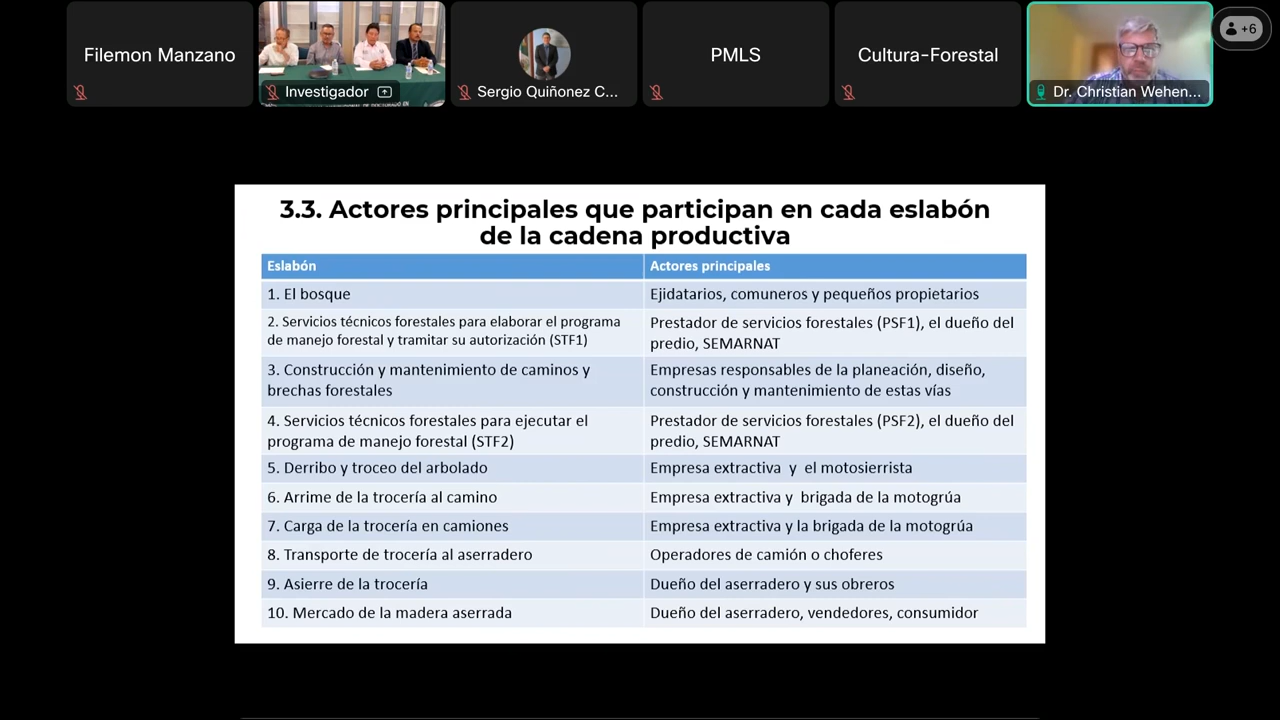 Filemon Manzano
Investigador
Sergio Quiñonez C...
PMLS
Cultura-Forestal
Dr. Christian Wehen...
+6
3.3. Actores principales que participan en cada eslabón
de la cadena productiva
Eslabón
Actores principales
1. El bosque
Ejidatarios, comuneros y pequeños propietarios
2. Servicios técnicos forestales para elaborar el programa
de manejo forestal y tramitar su autorización (STF1)
Prestador de servicios forestales (PSF1), el dueño del
predio, SEMARNAT
3. Construcción y mantenimiento de caminos y
brechas forestales
Empresas responsables de la planeación, diseño,
construcción y mantenimiento de estas vías
4. Servicios técnicos forestales para ejecutar el
programa de manejo forestal (STF2)
Prestador de servicios forestales (PSF2), el dueño del
predio, SEMARNAT
5. Derribo y troceo del arbolado
Empresa extractiva y el motosierrista
6. Arrime de la trocería al camino
Empresa extractiva y brigada de la motogrúa
7. Carga de la trocería en camiones
Empresa extractiva y la brigada de la motogrúa
8. Transporte de trocería al aserradero
Operadores de camión o choferes
9. Asierre de la trocería
Dueño del aserradero y sus obreros
10. Mercado de la madera aserrada
Dueño del aserradero, vendedores, consumidor